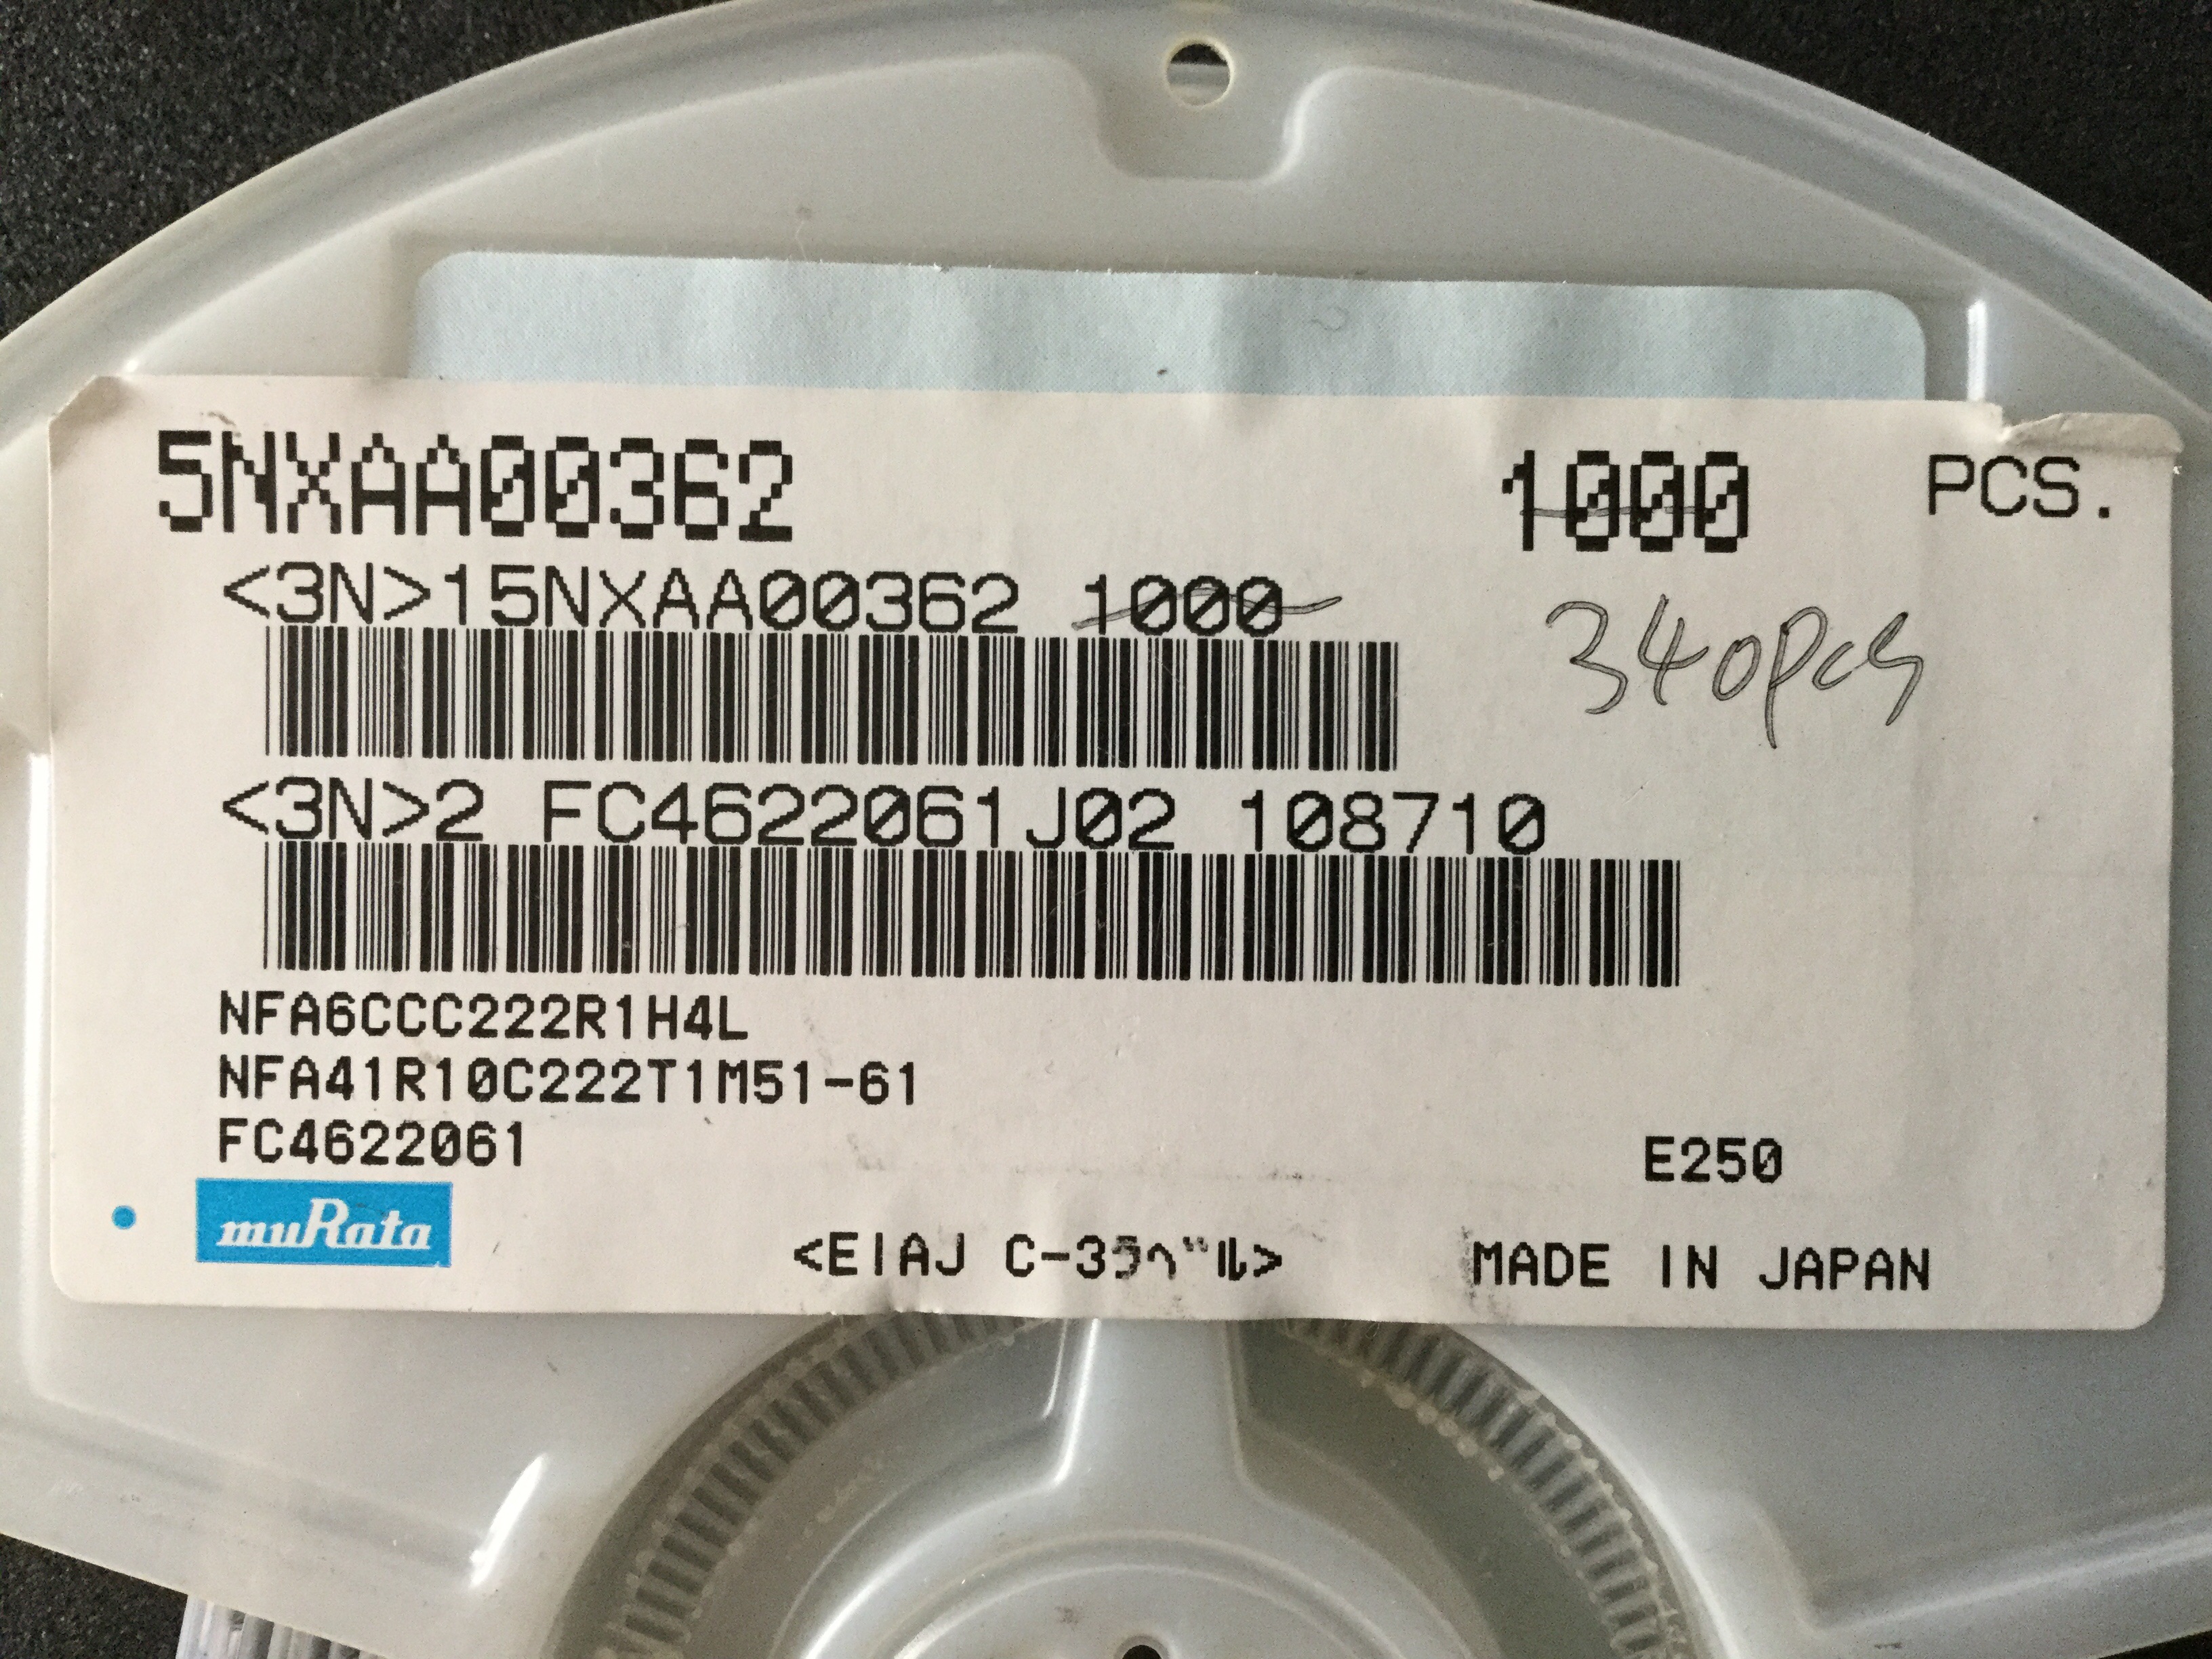 5NXAA00362 1000 PCS.
<3N>15NXAA00362 1000
340pcs
<3N>2 FC4622061J02 108710
NFA6CCC222R1H4L
NFA41R10C222T1M51-61
FC4622061
E250
muRata
<EIAJ C-3ﾗﾍﾞﾙ>
MADE IN JAPAN